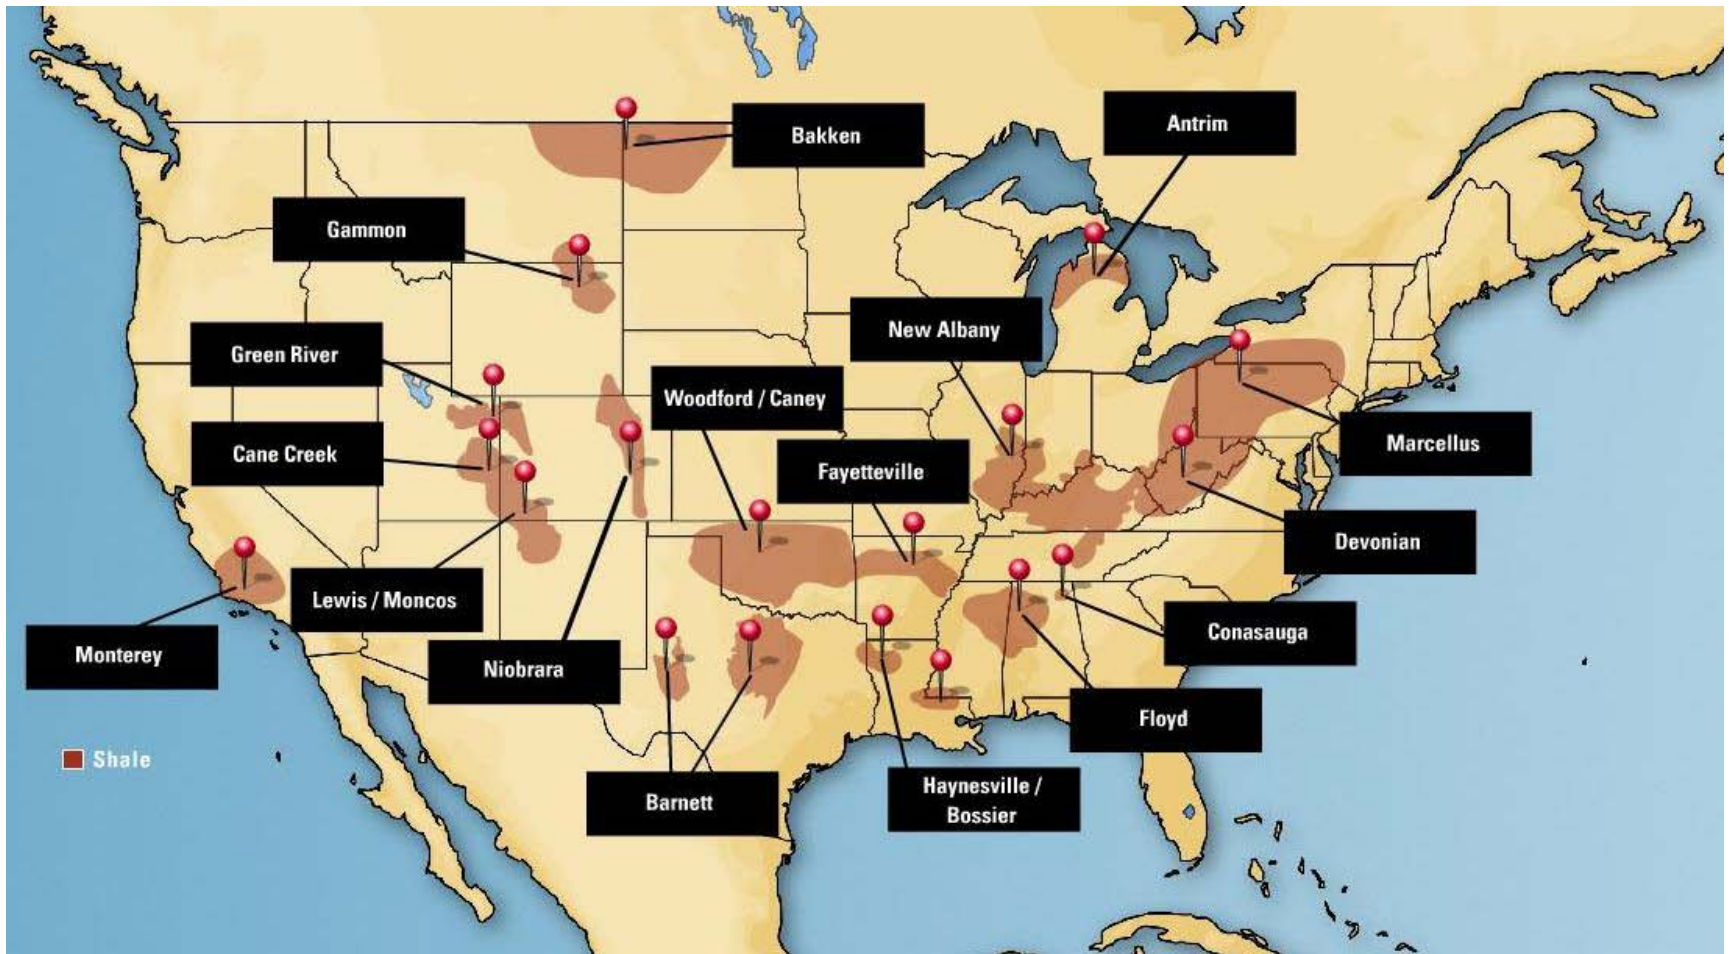 Bakken
Antrim
Gammon
New Albany
Green River
Woodford / Caney
Marcellus
Cane Creek
Fayetteville
Devonian
Lewis / Moncos
Conasauga
Monterey
Niobrara
Floyd
Shale
Barnett
Haynesville /
Bossier